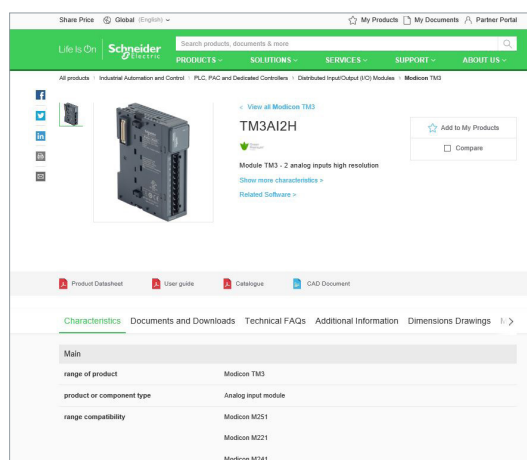 Share Price Global (English) My Products My Documents Partner Portal
Life Is On Schneider Electric
Search products, documents & more
PRODUCTS SOLUTIONS SERVICES SUPPORT ABOUT US
All products Industrial Automation and Control PLC, PAC and Dedicated Controllers Distributed Input/Output (I/O) Modules Modicon TM3
< View all Modicon TM3
TM3AI2H
Add to My Products
Compare
Module TM3 - 2 analog inputs high resolution
Show more characteristics >
Related Software >
Product Datasheet User guide Catalogue CAD Document
Characteristics Documents and Downloads Technical FAQs Additional Information Dimensions Drawings
Main
range of product Modicon TM3
product or component type Analog input module
range compatibility Modicon M251
Modicon M221
Modicon M241